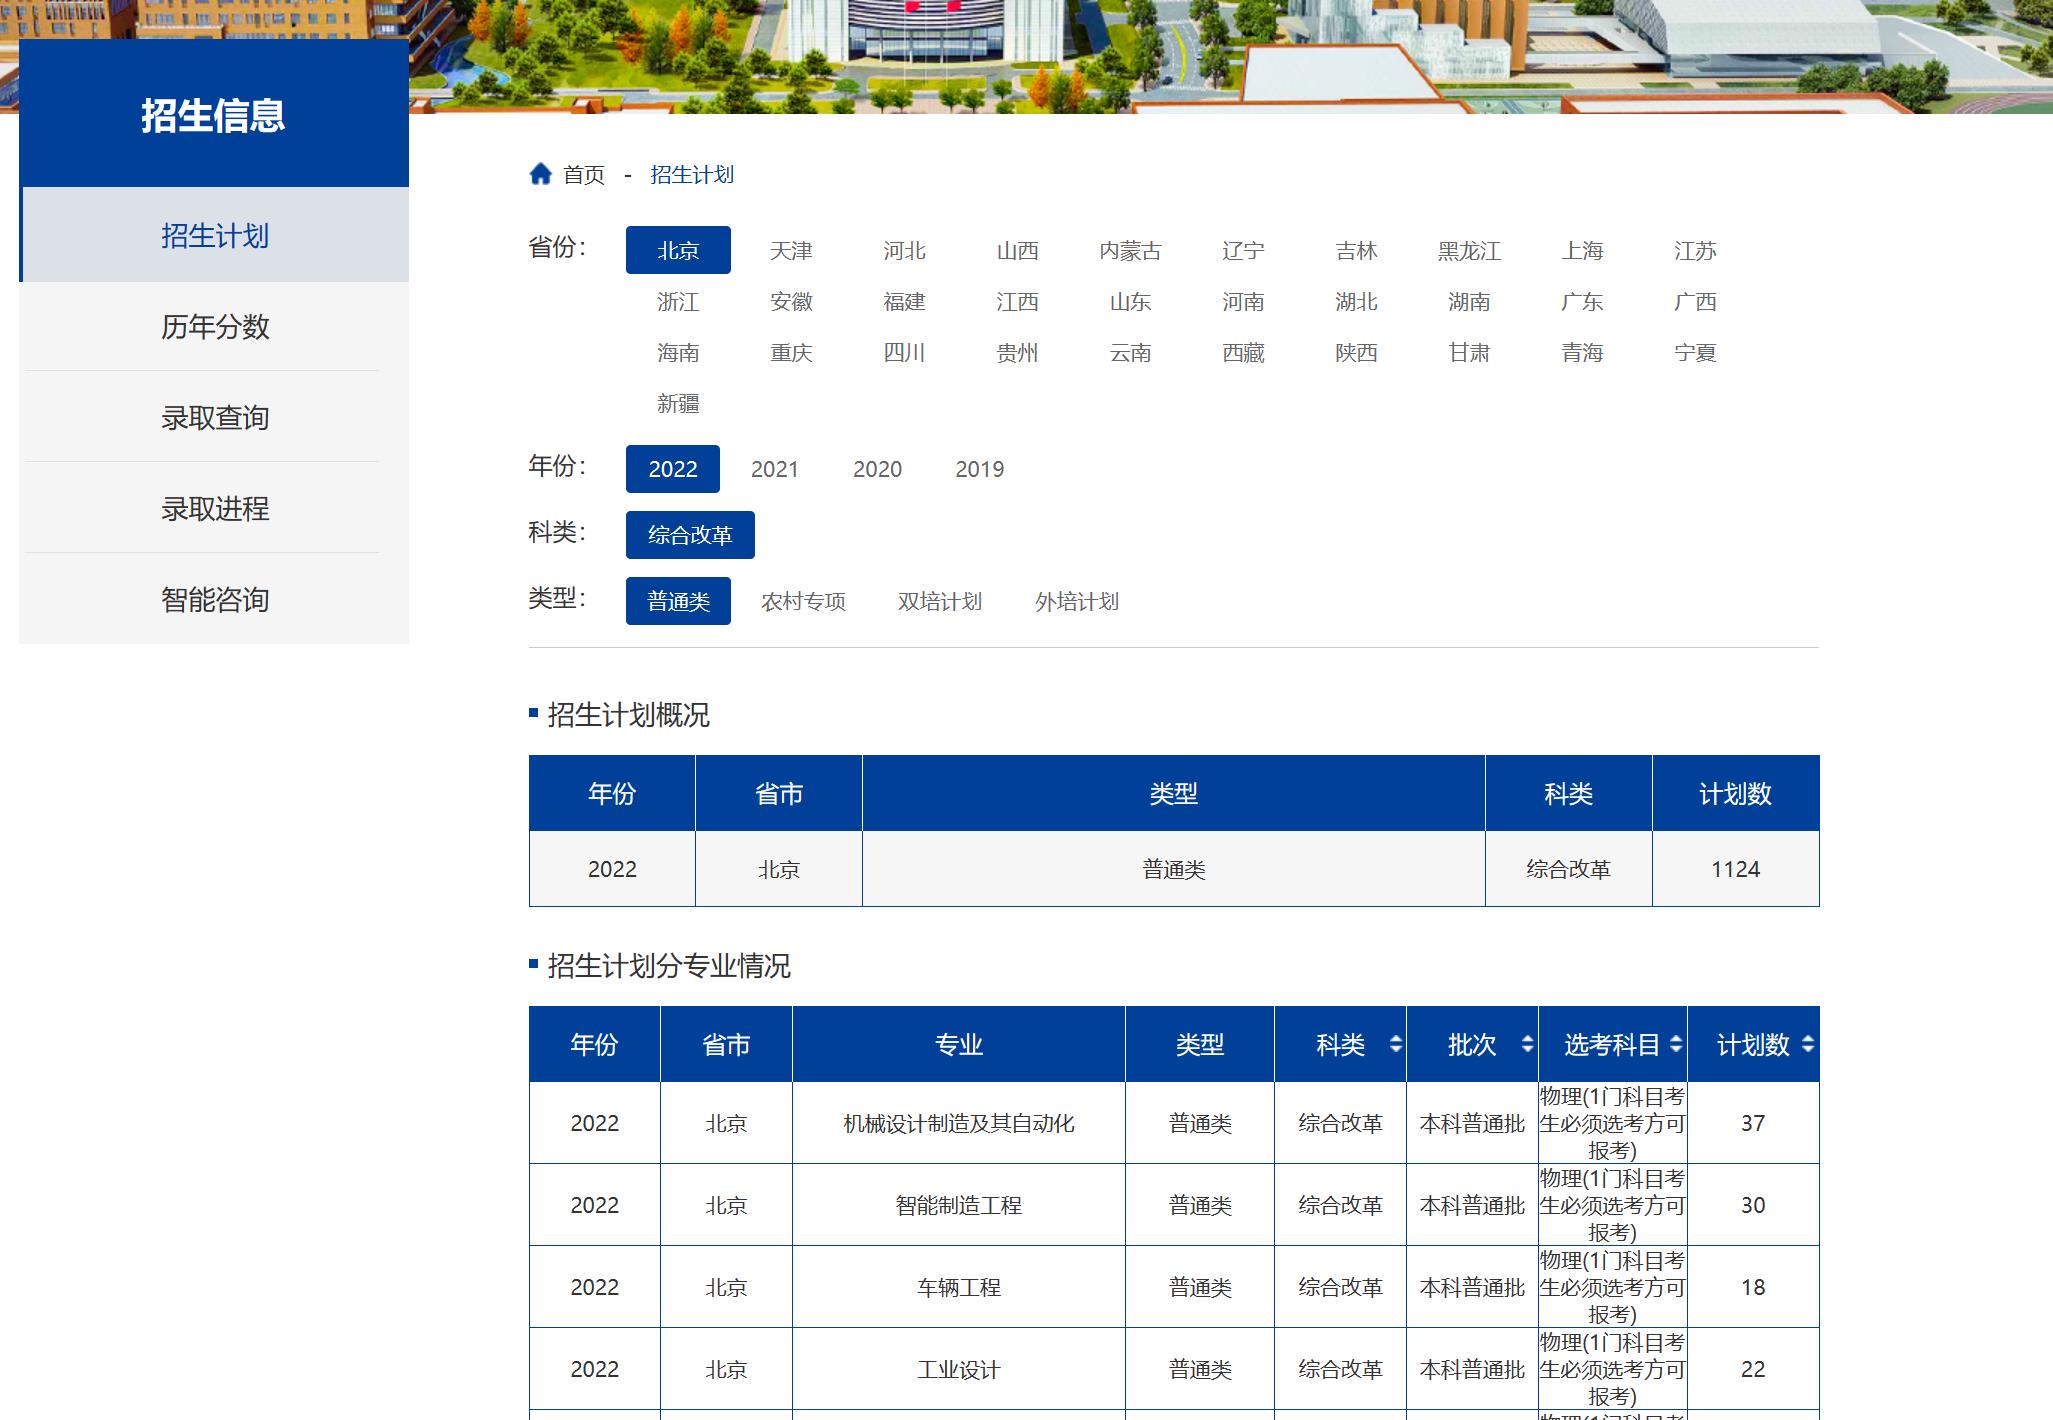 招生信息
招生计划
历年分数
录取查询
录取进程
智能咨询
首页 - 招生计划
省份： 北京 天津 河北 山西 内蒙古 辽宁 吉林 黑龙江 上海 江苏
浙江 安徽 福建 江西 山东 河南 湖北 湖南 广东 广西
海南 重庆 四川 贵州 云南 西藏 陕西 甘肃 青海 宁夏
新疆
年份： 2022 2021 2020 2019
科类： 综合改革
类型： 普通类 农村专项 双培计划 外培计划
招生计划概况
年份 省市 类型 科类 计划数
2022 北京 普通类 综合改革 1124
招生计划分专业情况
年份 省市 专业 类型 科类 批次 选考科目 计划数
2022 北京 机械设计制造及其自动化 普通类 综合改革 本科普通批 物理(1门科目考
生必须选考方可
报考) 37
2022 北京 智能制造工程 普通类 综合改革 本科普通批 物理(1门科目考
生必须选考方可
报考) 30
2022 北京 车辆工程 普通类 综合改革 本科普通批 物理(1门科目考
生必须选考方可
报考) 18
2022 北京 工业设计 普通类 综合改革 本科普通批 物理(1门科目考
生必须选考方可
报考) 22